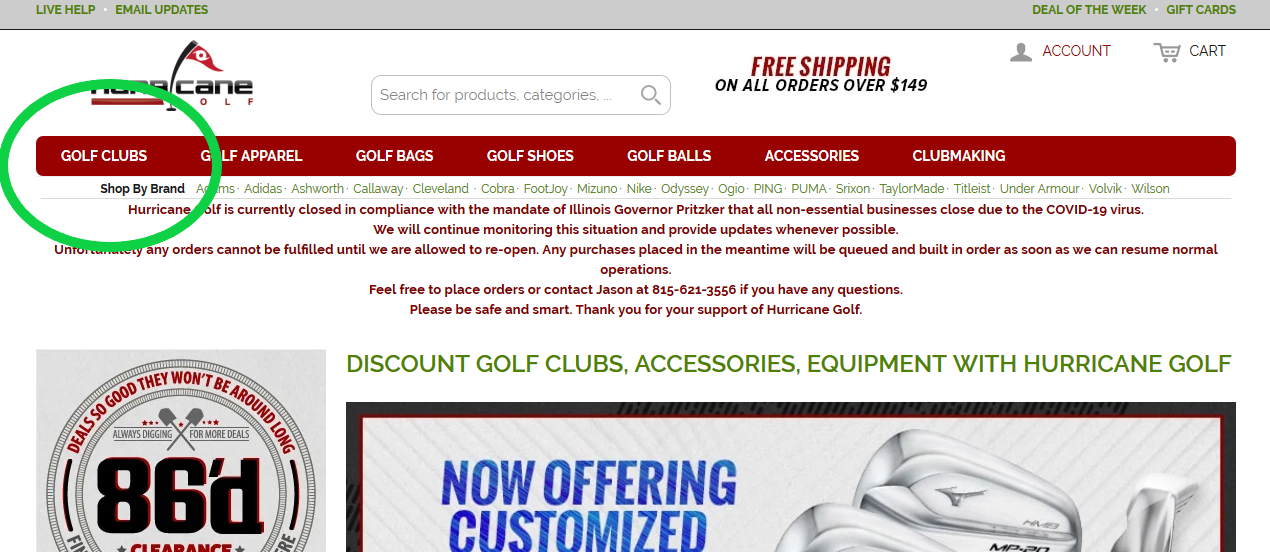 LIVE HELP • EMAIL UPDATES
DEAL OF THE WEEK • GIFT CARDS
Hurricane
GOLF
Search for products, categories, ...
FREE SHIPPING
ON ALL ORDERS OVER $149
ACCOUNT
CART
GOLF CLUBS GOLF APPAREL GOLF BAGS GOLF SHOES GOLF BALLS ACCESSORIES CLUBMAKING
Shop By Brand Adams · Adidas · Ashworth · Callaway · Cleveland · Cobra · FootJoy · Mizuno · Nike · Odyssey · Ogio · PING · PUMA · Srixon · TaylorMade · Titleist · Under Armour · Volvik · Wilson
Hurricane Golf is currently closed in compliance with the mandate of Illinois Governor Pritzker that all non-essential businesses close due to the COVID-19 virus.
We will continue monitoring this situation and provide updates whenever possible.
Unfortunately any orders cannot be fulfilled until we are allowed to re-open. Any purchases placed in the meantime will be queued and built in order as soon as we can resume normal
operations.
Feel free to place orders or contact Jason at 815-621-3556 if you have any questions.
Please be safe and smart. Thank you for your support of Hurricane Golf.
DEALS SO GOOD THEY WON'T BE AROUND LONG
ALWAYS DIGGING FOR MORE DEALS
86'd
CLEARANCE
DISCOUNT GOLF CLUBS, ACCESSORIES, EQUIPMENT WITH HURRICANE GOLF
NOW OFFERING
CUSTOMIZED
HMB
MP-20